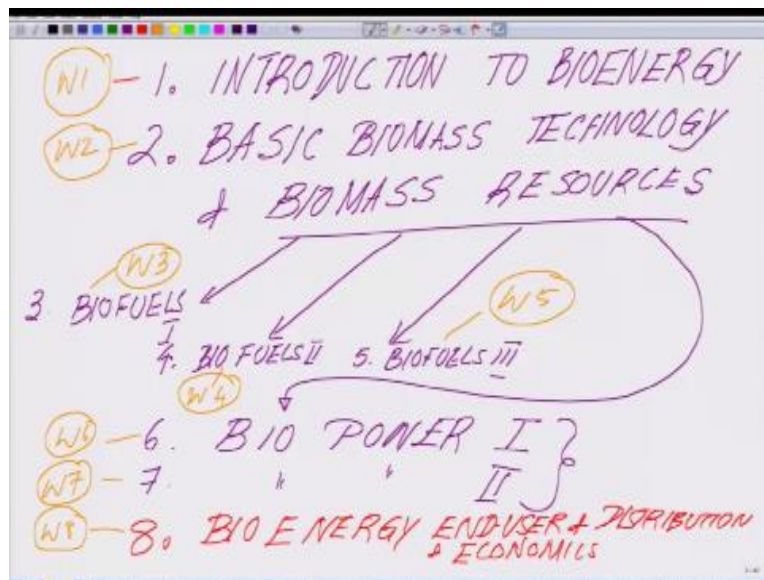 W1 - 1. INTRODUCTION TO BIOENERGY
W2 - 2. BASIC BIOMASS TECHNOLOGY
& BIOMASS RESOURCES
W3
3 BIOFUELS I
W5
4. BIO FUELS II 5. BIOFUELS III
W4
W6 - 6. BIO POWER I
W7 - 7. " " II
W8 - 8. BIOENERGY END USER & DISTRIBUTION
& ECONOMICS